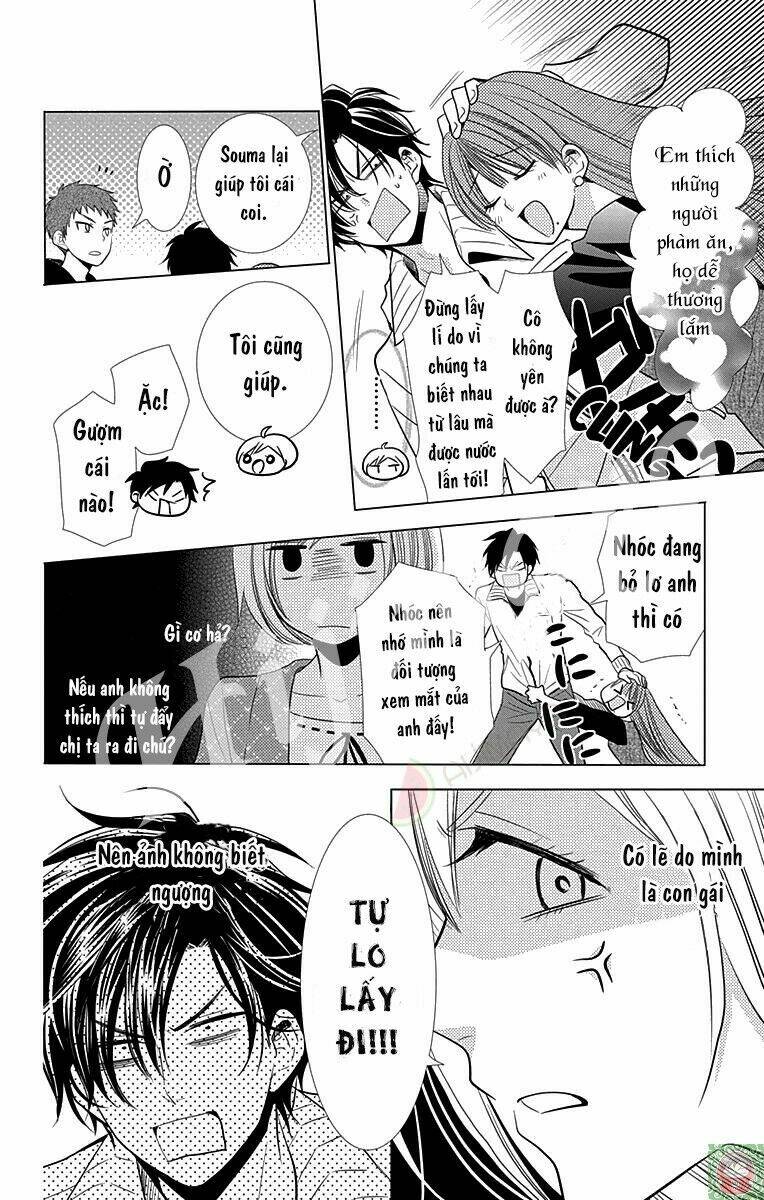 Em thích
những
người
phàm ăn,
họ dễ
thương
lắm
Cô
không
yên
được à?
Đừng lấy
lí do vì
chúng ta
biết nhau
từ lâu mà
được nước
lấn tới!
CLING
Souma lại
giúp tôi cái
coi.
Ờ
Tôi cũng
giúp.
Ặc!
Gượm
cái
nào!
Nhóc đang
bỏ lơ anh
thì có
Nhóc nên
nhớ mình là
đối tượng
xem mắt của
anh đấy!
Gì cơ hả?
Nếu anh không
thích thì tự đẩy
chị ta ra đi chứ?
Có lẽ do mình
là con gái
TỰ
LO
LẤY
ĐI!!!
Nên ảnh không biết
ngượng